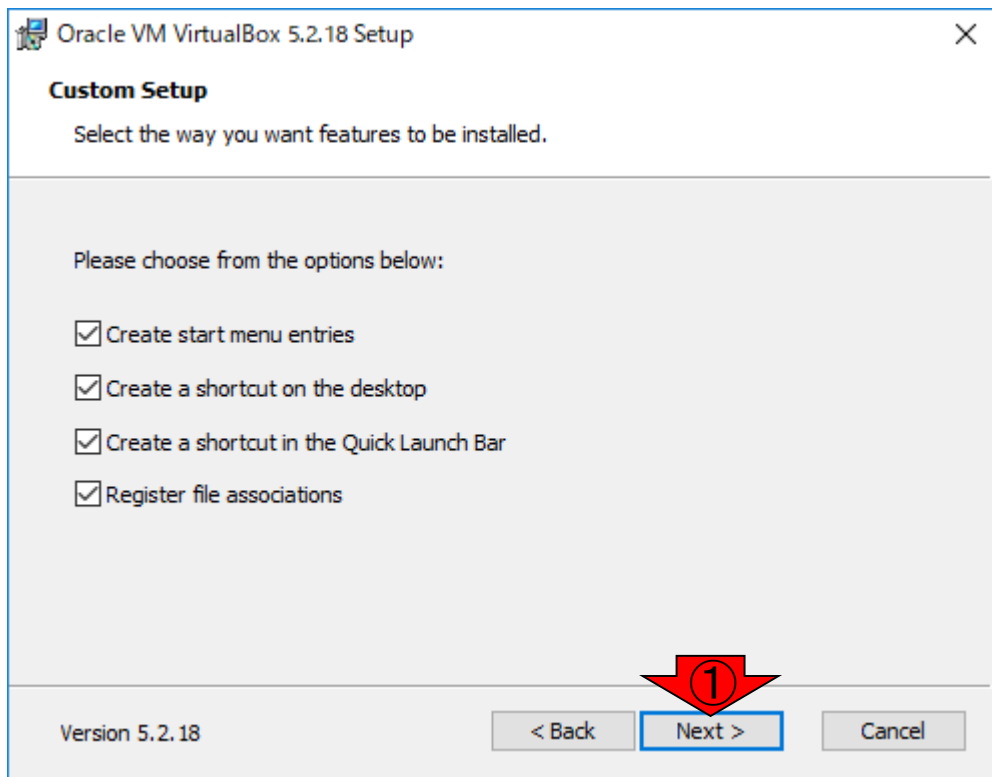 Oracle VM VirtualBox 5.2.18 Setup
Custom Setup
Select the way you want features to be installed.
Please choose from the options below:
Create start menu entries
Create a shortcut on the desktop
Create a shortcut in the Quick Launch Bar
Register file associations
①
Version 5.2.18
< Back
Next >
Cancel